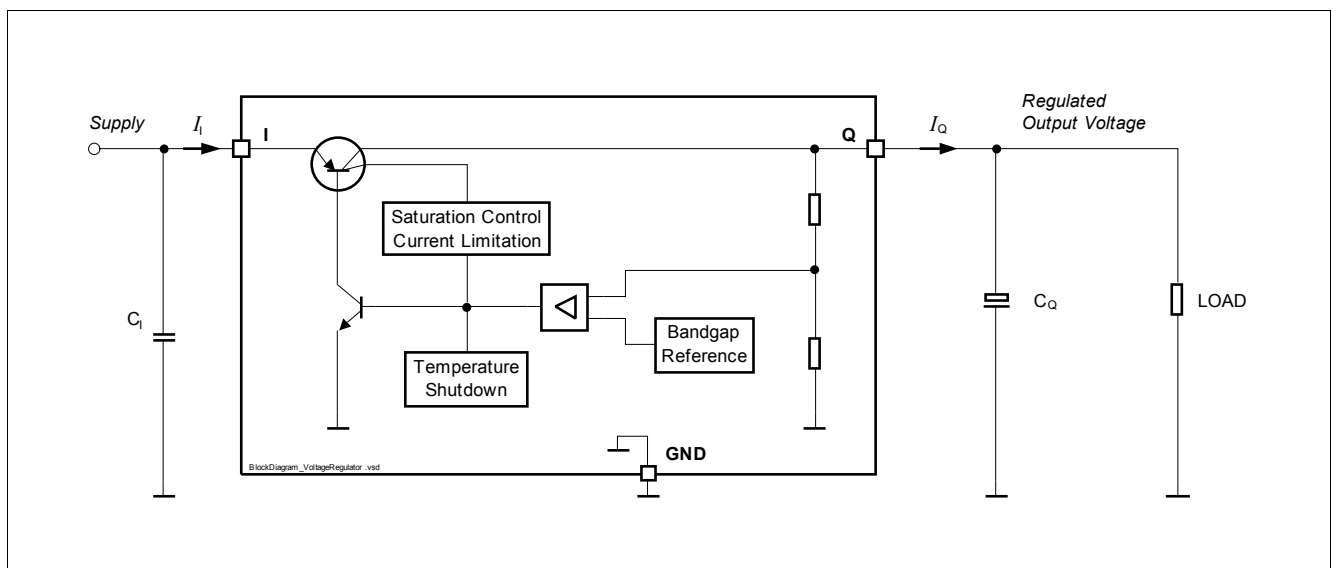 Supply
I_I
I
Q
I_Q
Regulated
Output Voltage
Saturation Control
Current Limitation
C_I
Bandgap
Reference
Temperature
Shutdown
C_Q
LOAD
GND
BlockDiagram_VoltageRegulator.vsd